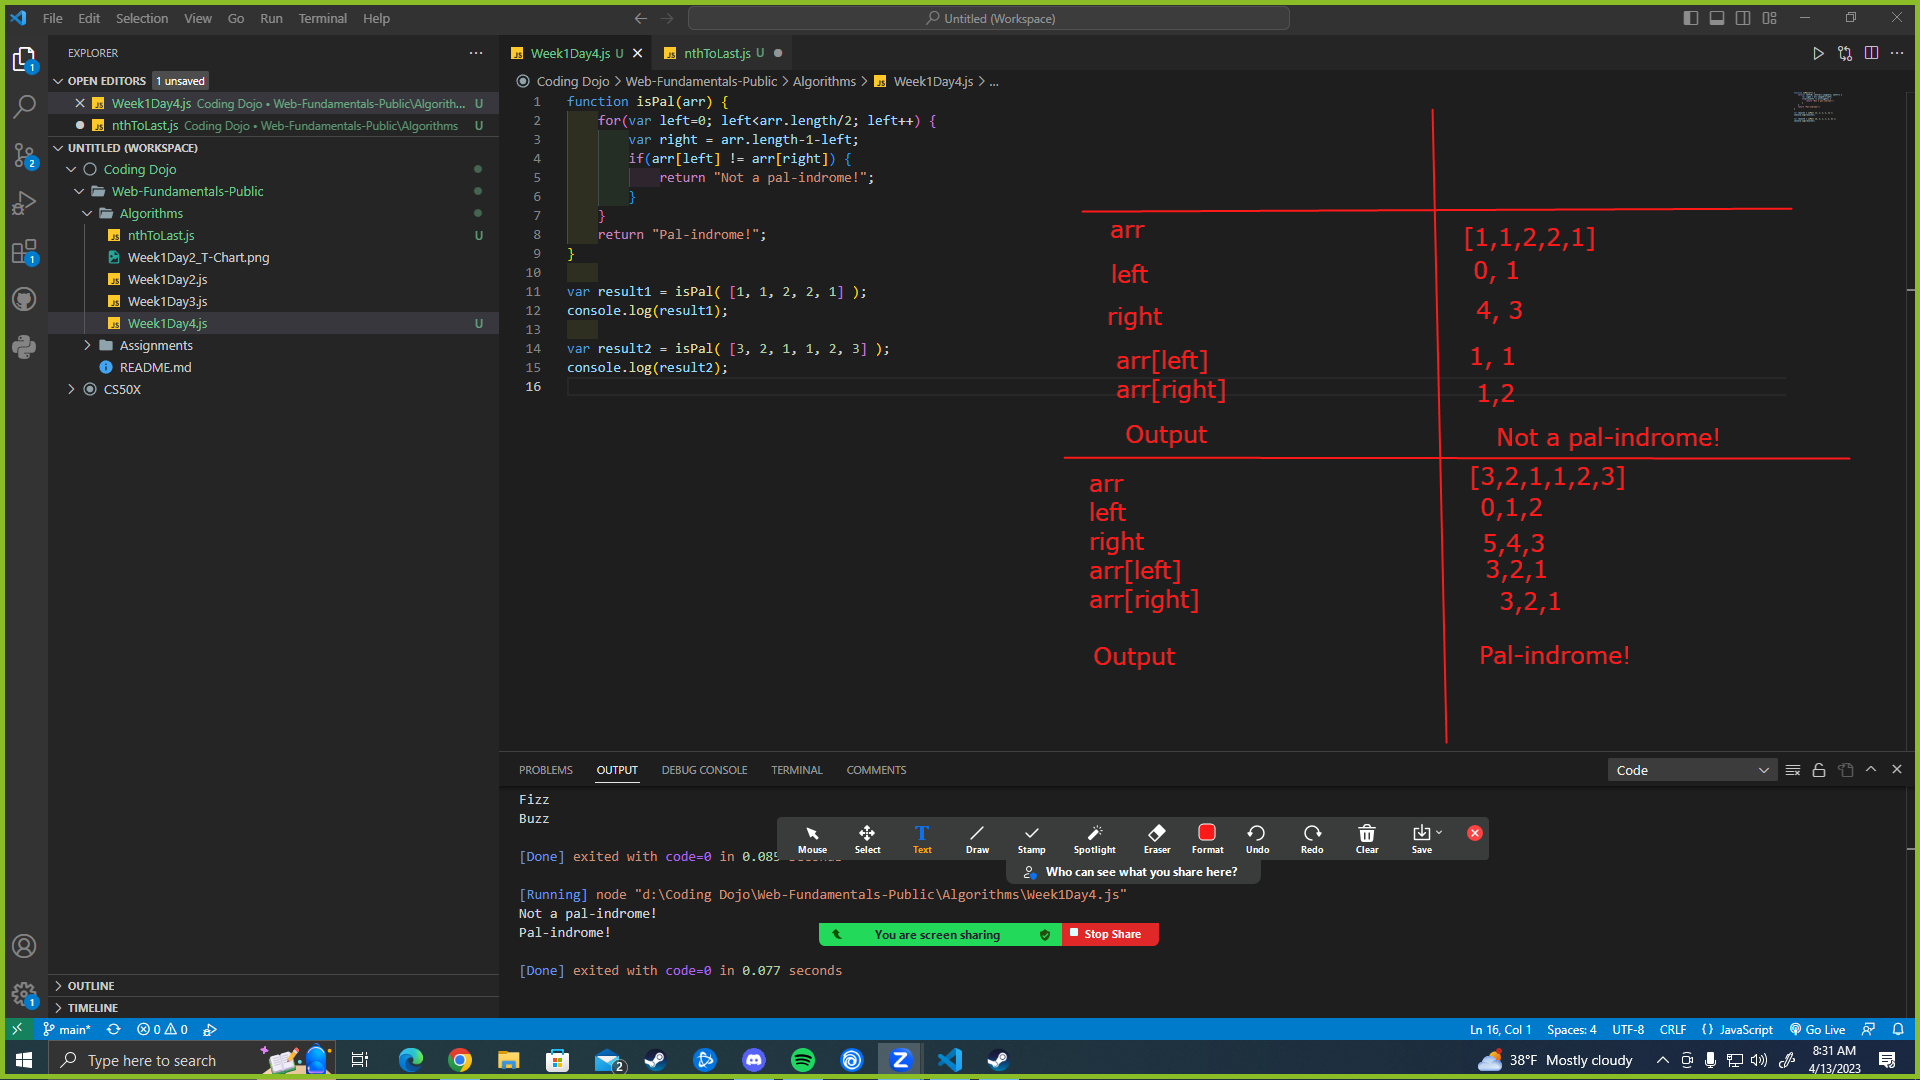 File Edit Selection View Go Run Terminal Help
Untitled (Workspace)
EXPLORER
OPEN EDITORS 1 unsaved
Week1Day4.js Coding Dojo • Web-Fundamentals-Public\Algorith... U
nthToLast.js Coding Dojo • Web-Fundamentals-Public\Algorithms U
UNTITLED (WORKSPACE)
Coding Dojo
Web-Fundamentals-Public
Algorithms
nthToLast.js U
Week1Day2_T-Chart.png
Week1Day2.js
Week1Day3.js
Week1Day4.js U
Assignments
README.md
CS50X
OUTLINE
TIMELINE
1
2
1
1
Week1Day4.js U
nthToLast.js U
Coding Dojo > Web-Fundamentals-Public > Algorithms > Week1Day4.js > ...
1 function isPal(arr) {
2 for(var left=0; left<arr.length/2; left++) {
3 var right = arr.length-1-left;
4 if(arr[left] != arr[right]) {
5 return "Not a pal-indrome!";
6 }
7 }
8 return "Pal-indrome!";
9 }
10
11 var result1 = isPal( [1, 1, 2, 2, 1] );
12 console.log(result1);
13
14 var result2 = isPal( [3, 2, 1, 1, 2, 3] );
15 console.log(result2);
16
arr [1,1,2,2,1]
left 0, 1
right 4, 3
arr[left] 1, 1
arr[right] 1,2
Output Not a pal-indrome!
arr [3,2,1,1,2,3]
left 0,1,2
right 5,4,3
arr[left] 3,2,1
arr[right] 3,2,1
Output Pal-indrome!
PROBLEMS OUTPUT DEBUG CONSOLE TERMINAL COMMENTS
Code
Fizz
Buzz
[Done] exited with code=0 in 0.085 seconds
[Running] node "d:\Coding Dojo\Web-Fundamentals-Public\Algorithms\Week1Day4.js"
Not a pal-indrome!
Pal-indrome!
[Done] exited with code=0 in 0.077 seconds
Mouse Select Text Draw Stamp Spotlight Eraser Format Undo Redo Clear Save
Who can see what you share here?
You are screen sharing
Stop Share
main* 0 0
Ln 16, Col 1 Spaces: 4 UTF-8 CRLF { } JavaScript Go Live
Type here to search
2
38°F Mostly cloudy
8:31 AM
4/13/2023